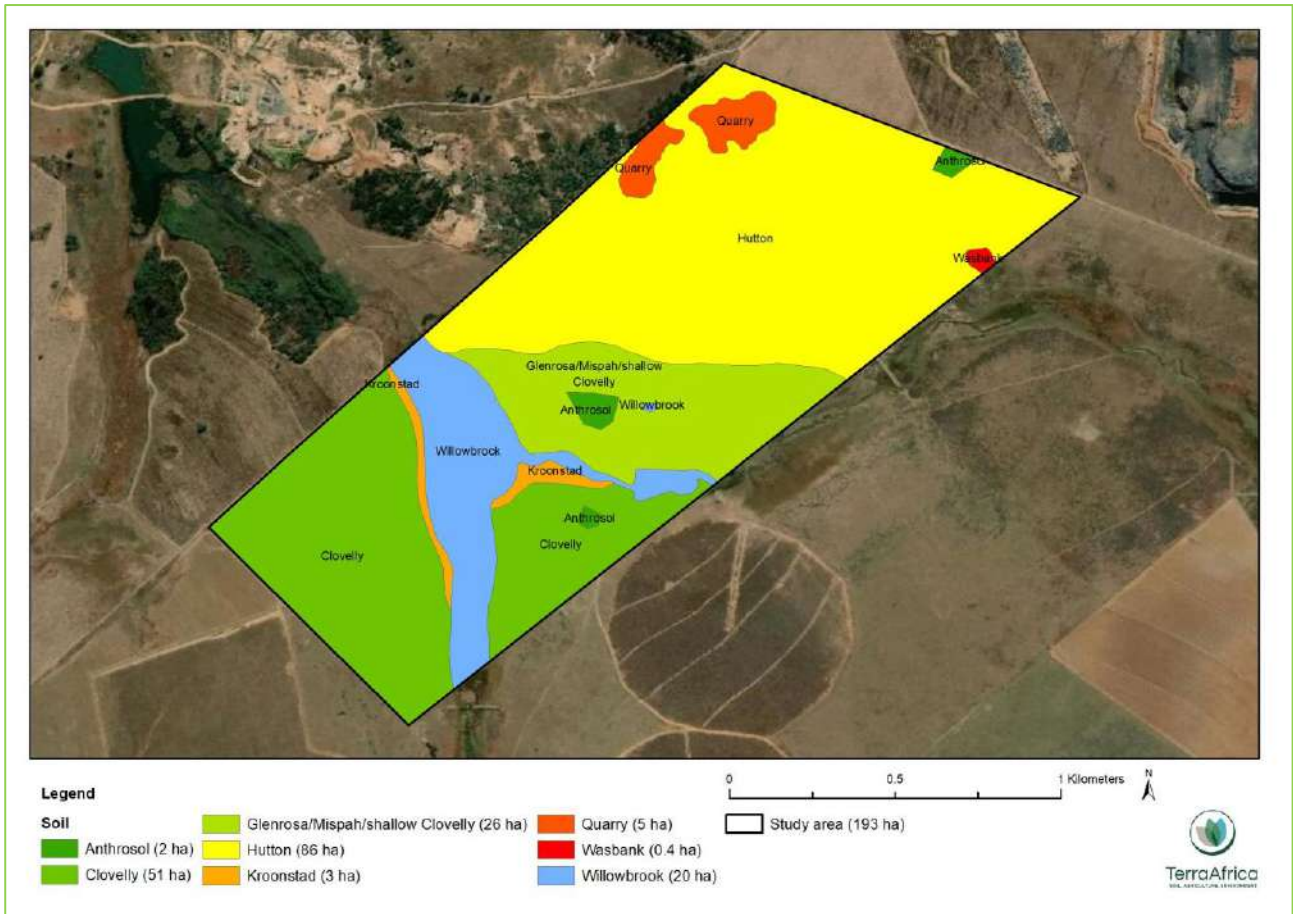 Quarry
Quarry
Anthrosol
Hutton
Wasbank
Glenrosa/Mispah/shallow
Clovelly
Kroonstad
Anthrosol
Willowbrook
Willowbrook
Kroonstad
Anthrosol
Clovelly
Clovelly
0 0.5 1 Kilometers
N
Legend
Soil
Anthrosol (2 ha)
Clovelly (51 ha)
Glenrosa/Mispah/shallow Clovelly (26 ha)
Hutton (86 ha)
Kroonstad (3 ha)
Quarry (5 ha)
Wasbank (0.4 ha)
Willowbrook (20 ha)
Study area (193 ha)
TerraAfrica
SOIL AGRICULTURE ENVIRONMENT